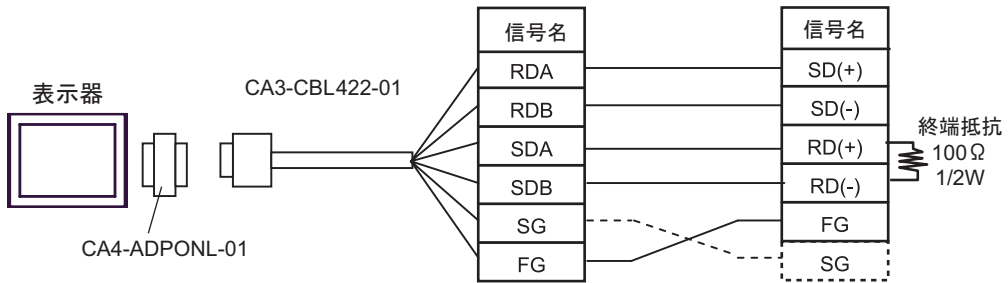 表示器
CA4-ADPONL-01
CA3-CBL422-01
信号名
RDA
RDB
SDA
SDB
SG
FG
信号名
SD(+)
SD(-)
RD(+)
RD(-)
FG
SG
終端抵抗
100Ω
1/2W